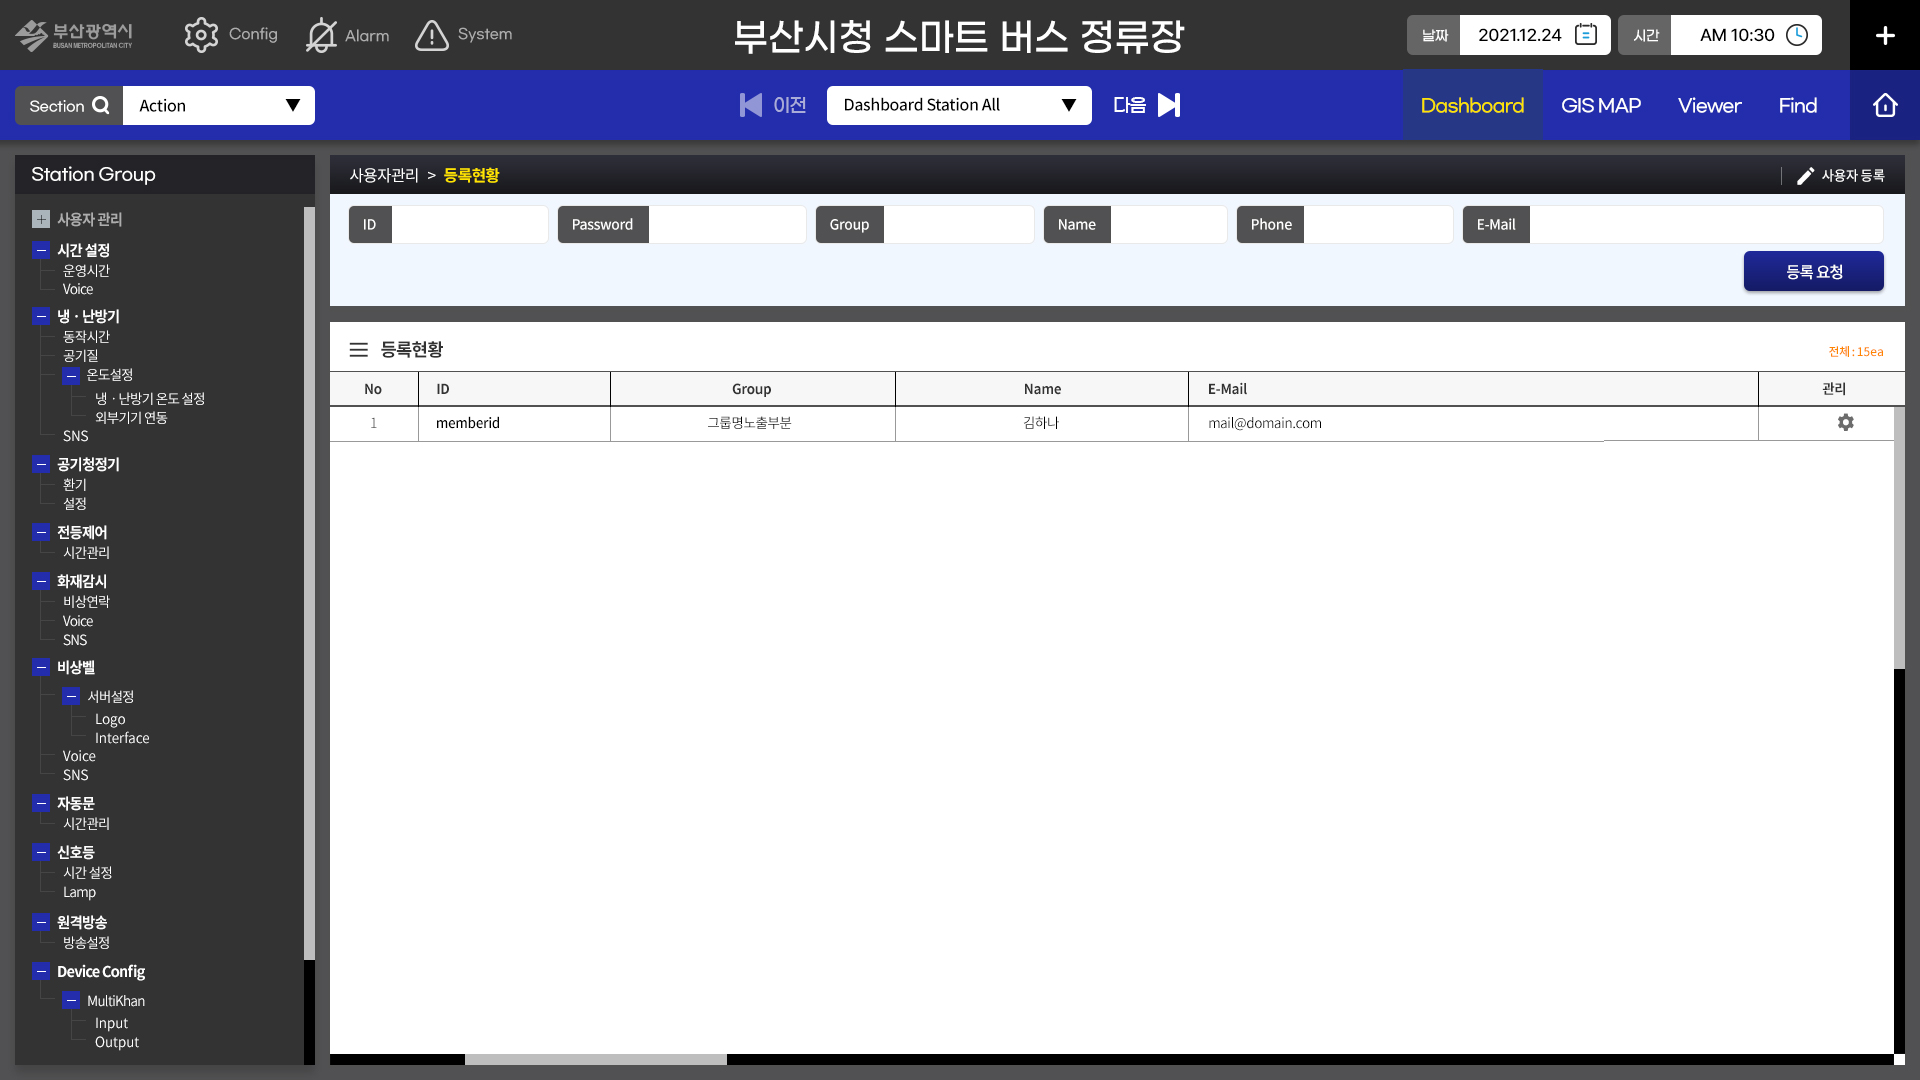 부산광역시
BUSAN METROPOLITAN CITY
Config
Alarm
System
부산시청 스마트 버스 정류장
날짜
2021.12.24
시간
AM 10:30
Section
Action
이전
Dashboard Station All
다음
Dashboard
GIS MAP
Viewer
Find
Station Group
사용자 관리
시간 설정
운영시간
Voice
냉 · 난방기
동작시간
공기질
온도설정
냉 · 난방기 온도 설정
외부기기 연동
SNS
공기청정기
환기
설정
전등제어
시간관리
화재감시
비상연락
Voice
SNS
비상벨
서버설정
Logo
Interface
Voice
SNS
자동문
시간관리
신호등
시간 설정
Lamp
원격방송
방송설정
Device Config
MultiKhan
Input
Output
사용자관리 > 등록현황
사용자 등록
ID
Password
Group
Name
Phone
E-Mail
등록 요청
등록현황
전체 : 15ea
No ID Group Name E-Mail 관리
1 memberid 그룹명노출부분 김하나 mail@domain.com